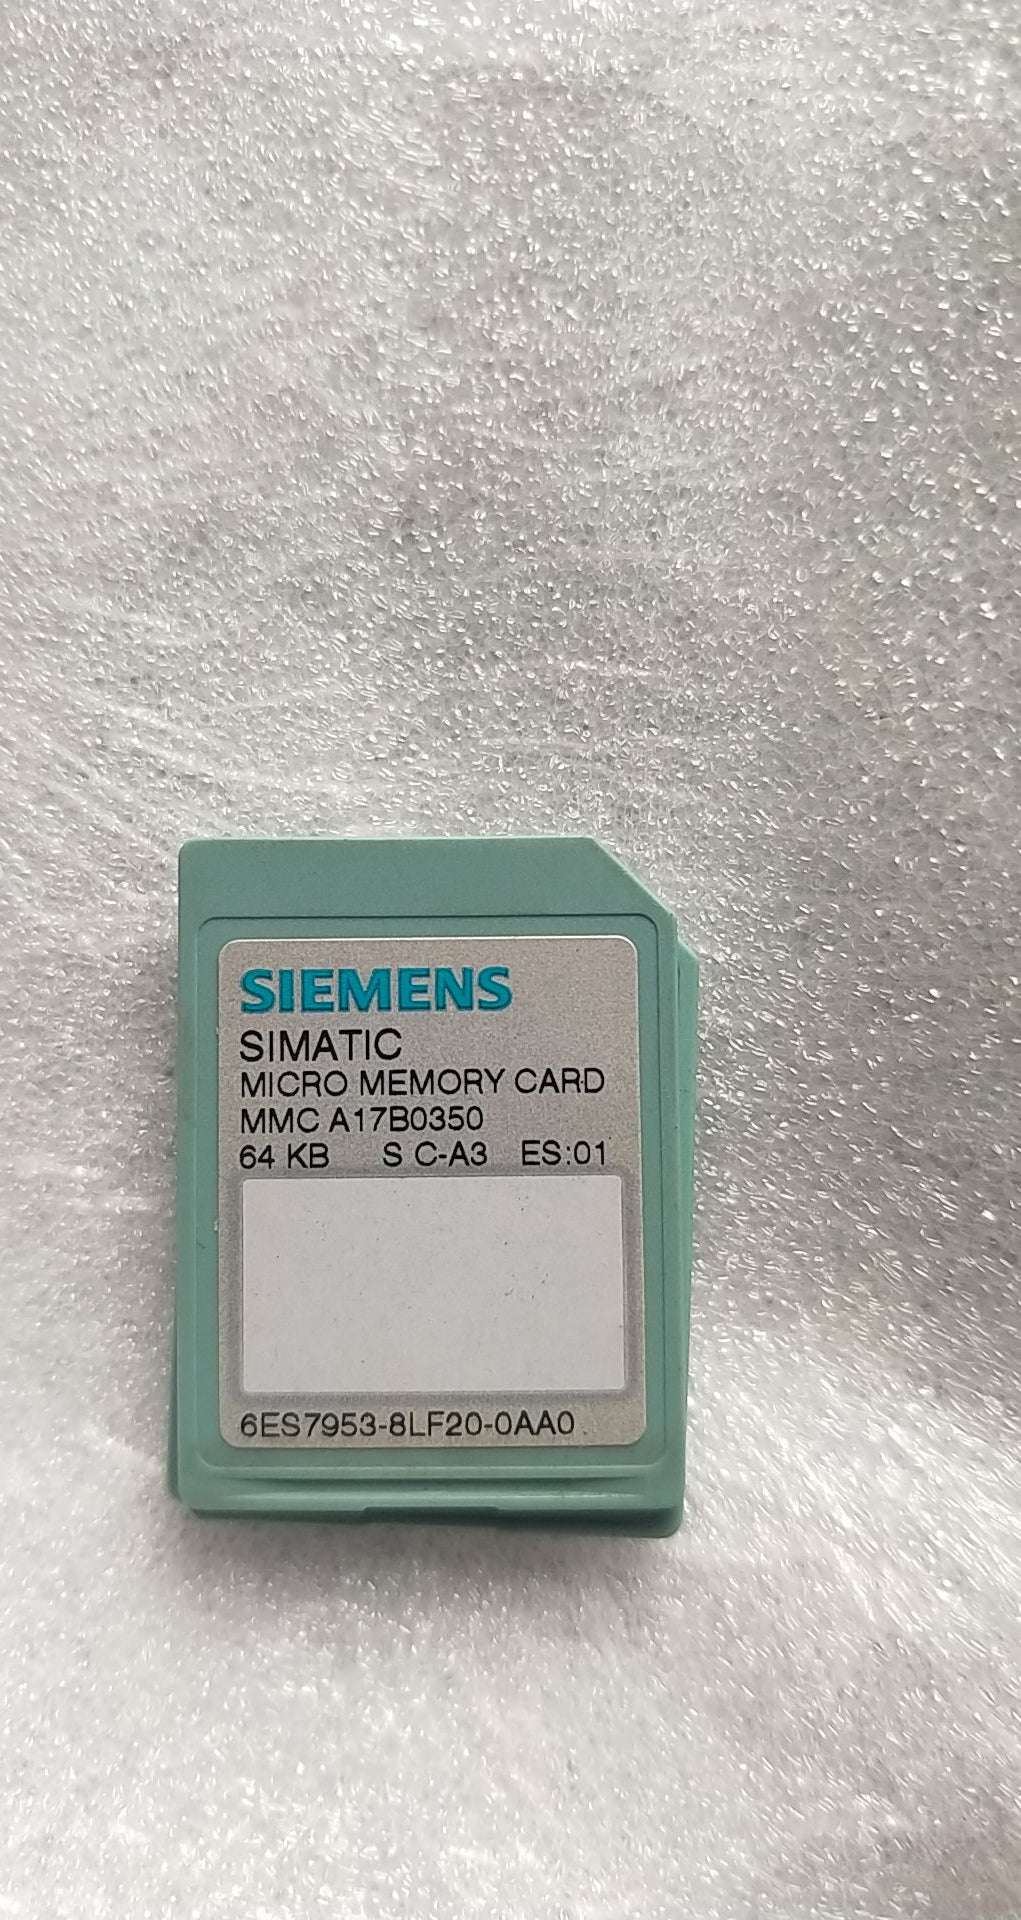 SIEMENS
SIMATIC
MICRO MEMORY CARD
MMC A17B0350
64 KB S C-A3 ES:01
6ES7953-8LF20-0AA0